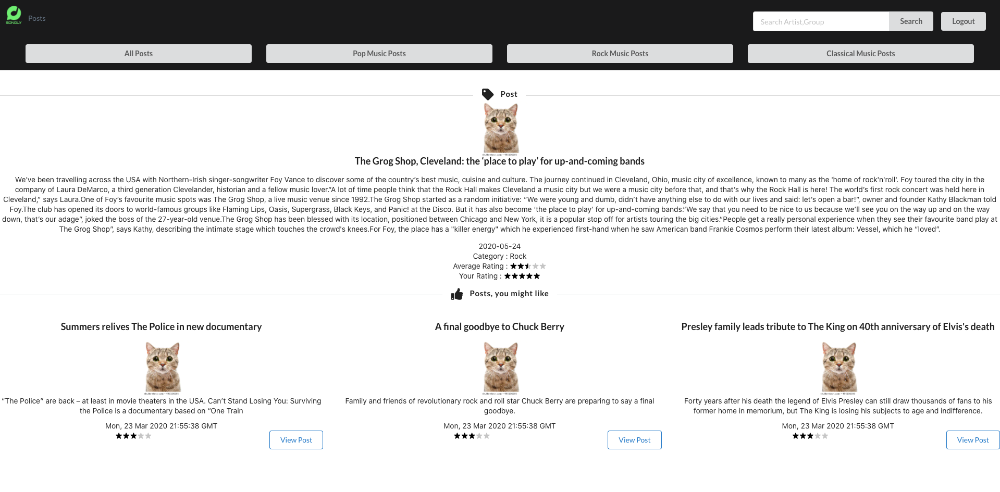 SONGLY
Posts
Search Artist,Group
Search
Logout
All Posts
Pop Music Posts
Rock Music Posts
Classical Music Posts
Post
shutterstock.com • 493108585
The Grog Shop, Cleveland: the ‘place to play’ for up-and-coming bands
We’ve been travelling across the USA with Northern-Irish singer-songwriter Foy Vance to discover some of the country’s best music, cuisine and culture. The journey continued in Cleveland, Ohio, music city of excellence, known to many as the 'home of rock'n'roll'. Foy toured the city in the
company of Laura DeMarco, a third generation Clevelander, historian and a fellow music lover.“A lot of time people think that the Rock Hall makes Cleveland a music city but we were a music city before that, and that’s why the Rock Hall is here! The world’s first rock concert was held here in
Cleveland,” says Laura.One of Foy’s favourite music spots was The Grog Shop, a live music venue since 1992.The Grog Shop started as a random initiative: “We were young and dumb, didn’t have anything else to do with our lives and said: let’s open a bar!”, owner and founder Kathy Blackman told
Foy.The club has opened its doors to world-famous groups like Flaming Lips, Oasis, Supergrass, Black Keys, and Panic! at the Disco. But it has also become ‘the place to play’ for up-and-coming bands.“We say that you need to be nice to us because we’ll see you on the way up and on the way
down, that’s our adage”, joked the boss of the 27-year-old venue.The Grog Shop has been blessed with its location, positioned between Chicago and New York, it is a popular stop off for artists touring the big cities.“People get a really personal experience when they see their favourite band play at
The Grog Shop”, says Kathy, describing the intimate stage which touches the crowd's knees.For Foy, the place has a "killer energy" which he experienced first-hand when he saw American band Frankie Cosmos perform their latest album: Vessel, which he “loved”.
2020-05-24
Category : Rock
Average Rating :
Your Rating :
Posts, you might like
Summers relives The Police in new documentary
“The Police” are back – at least in movie theaters in the USA. Can’t Stand Losing You: Surviving
the Police is a documentary based on “One Train
Mon, 23 Mar 2020 21:55:38 GMT
View Post
A final goodbye to Chuck Berry
Family and friends of revolutionary rock and roll star Chuck Berry are preparing to say a final
goodbye.
Mon, 23 Mar 2020 21:55:38 GMT
View Post
Presley family leads tribute to The King on 40th anniversary of Elvis's death
Forty years after his death the legend of Elvis Presley can still draw thousands of fans to his
former home in memorium, but The King is losing his subjects to age and indifference.
Mon, 23 Mar 2020 21:55:38 GMT
View Post